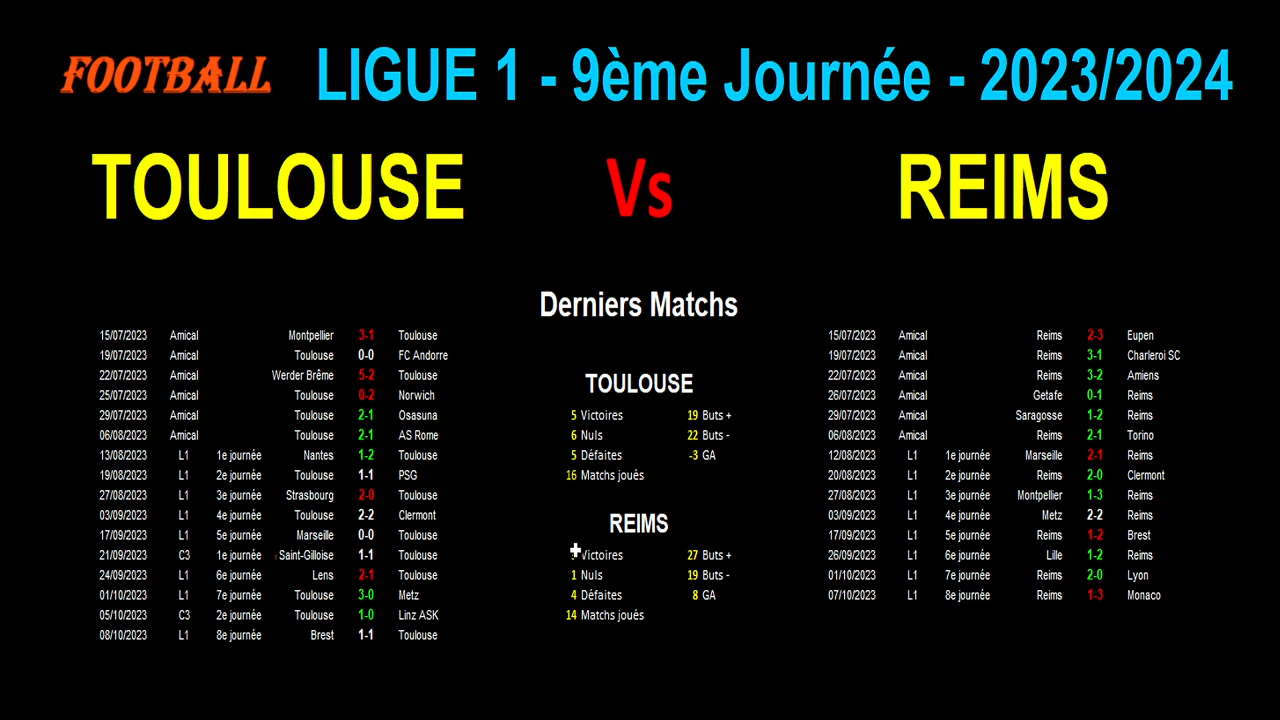 FOOTBALL LIGUE 1 - 9ème Journée - 2023/2024
TOULOUSE Vs REIMS
Derniers Matchs
15/07/2023 Amical Montpellier 3-1 Toulouse
19/07/2023 Amical Toulouse 0-0 FC Andorre
22/07/2023 Amical Werder Brême 5-2 Toulouse
25/07/2023 Amical Toulouse 0-2 Norwich
29/07/2023 Amical Toulouse 2-1 Osasuna
06/08/2023 Amical Toulouse 2-1 AS Rome
13/08/2023 L1 1e journée Nantes 1-2 Toulouse
19/08/2023 L1 2e journée Toulouse 1-1 PSG
27/08/2023 L1 3e journée Strasbourg 2-0 Toulouse
03/09/2023 L1 4e journée Toulouse 2-2 Clermont
17/09/2023 L1 5e journée Marseille 0-0 Toulouse
21/09/2023 C3 1e journée Saint-Gilloise 1-1 Toulouse
24/09/2023 L1 6e journée Lens 2-1 Toulouse
01/10/2023 L1 7e journée Toulouse 3-0 Metz
05/10/2023 C3 2e journée Toulouse 1-0 Linz ASK
08/10/2023 L1 8e journée Brest 1-1 Toulouse
TOULOUSE
5 Victoires 19 Buts +
6 Nuls 22 Buts -
5 Défaites -3 GA
16 Matchs joués
REIMS
Victoires 27 Buts +
1 Nuls 19 Buts -
4 Défaites 8 GA
14 Matchs joués
15/07/2023 Amical Reims 2-3 Eupen
19/07/2023 Amical Reims 3-1 Charleroi SC
22/07/2023 Amical Reims 3-2 Amiens
26/07/2023 Amical Getafe 0-1 Reims
29/07/2023 Amical Saragosse 1-2 Reims
06/08/2023 Amical Reims 2-1 Torino
12/08/2023 L1 1e journée Marseille 2-1 Reims
20/08/2023 L1 2e journée Reims 2-0 Clermont
27/08/2023 L1 3e journée Montpellier 1-3 Reims
03/09/2023 L1 4e journée Metz 2-2 Reims
17/09/2023 L1 5e journée Reims 1-2 Brest
26/09/2023 L1 6e journée Lille 1-2 Reims
01/10/2023 L1 7e journée Reims 2-0 Lyon
07/10/2023 L1 8e journée Reims 1-3 Monaco